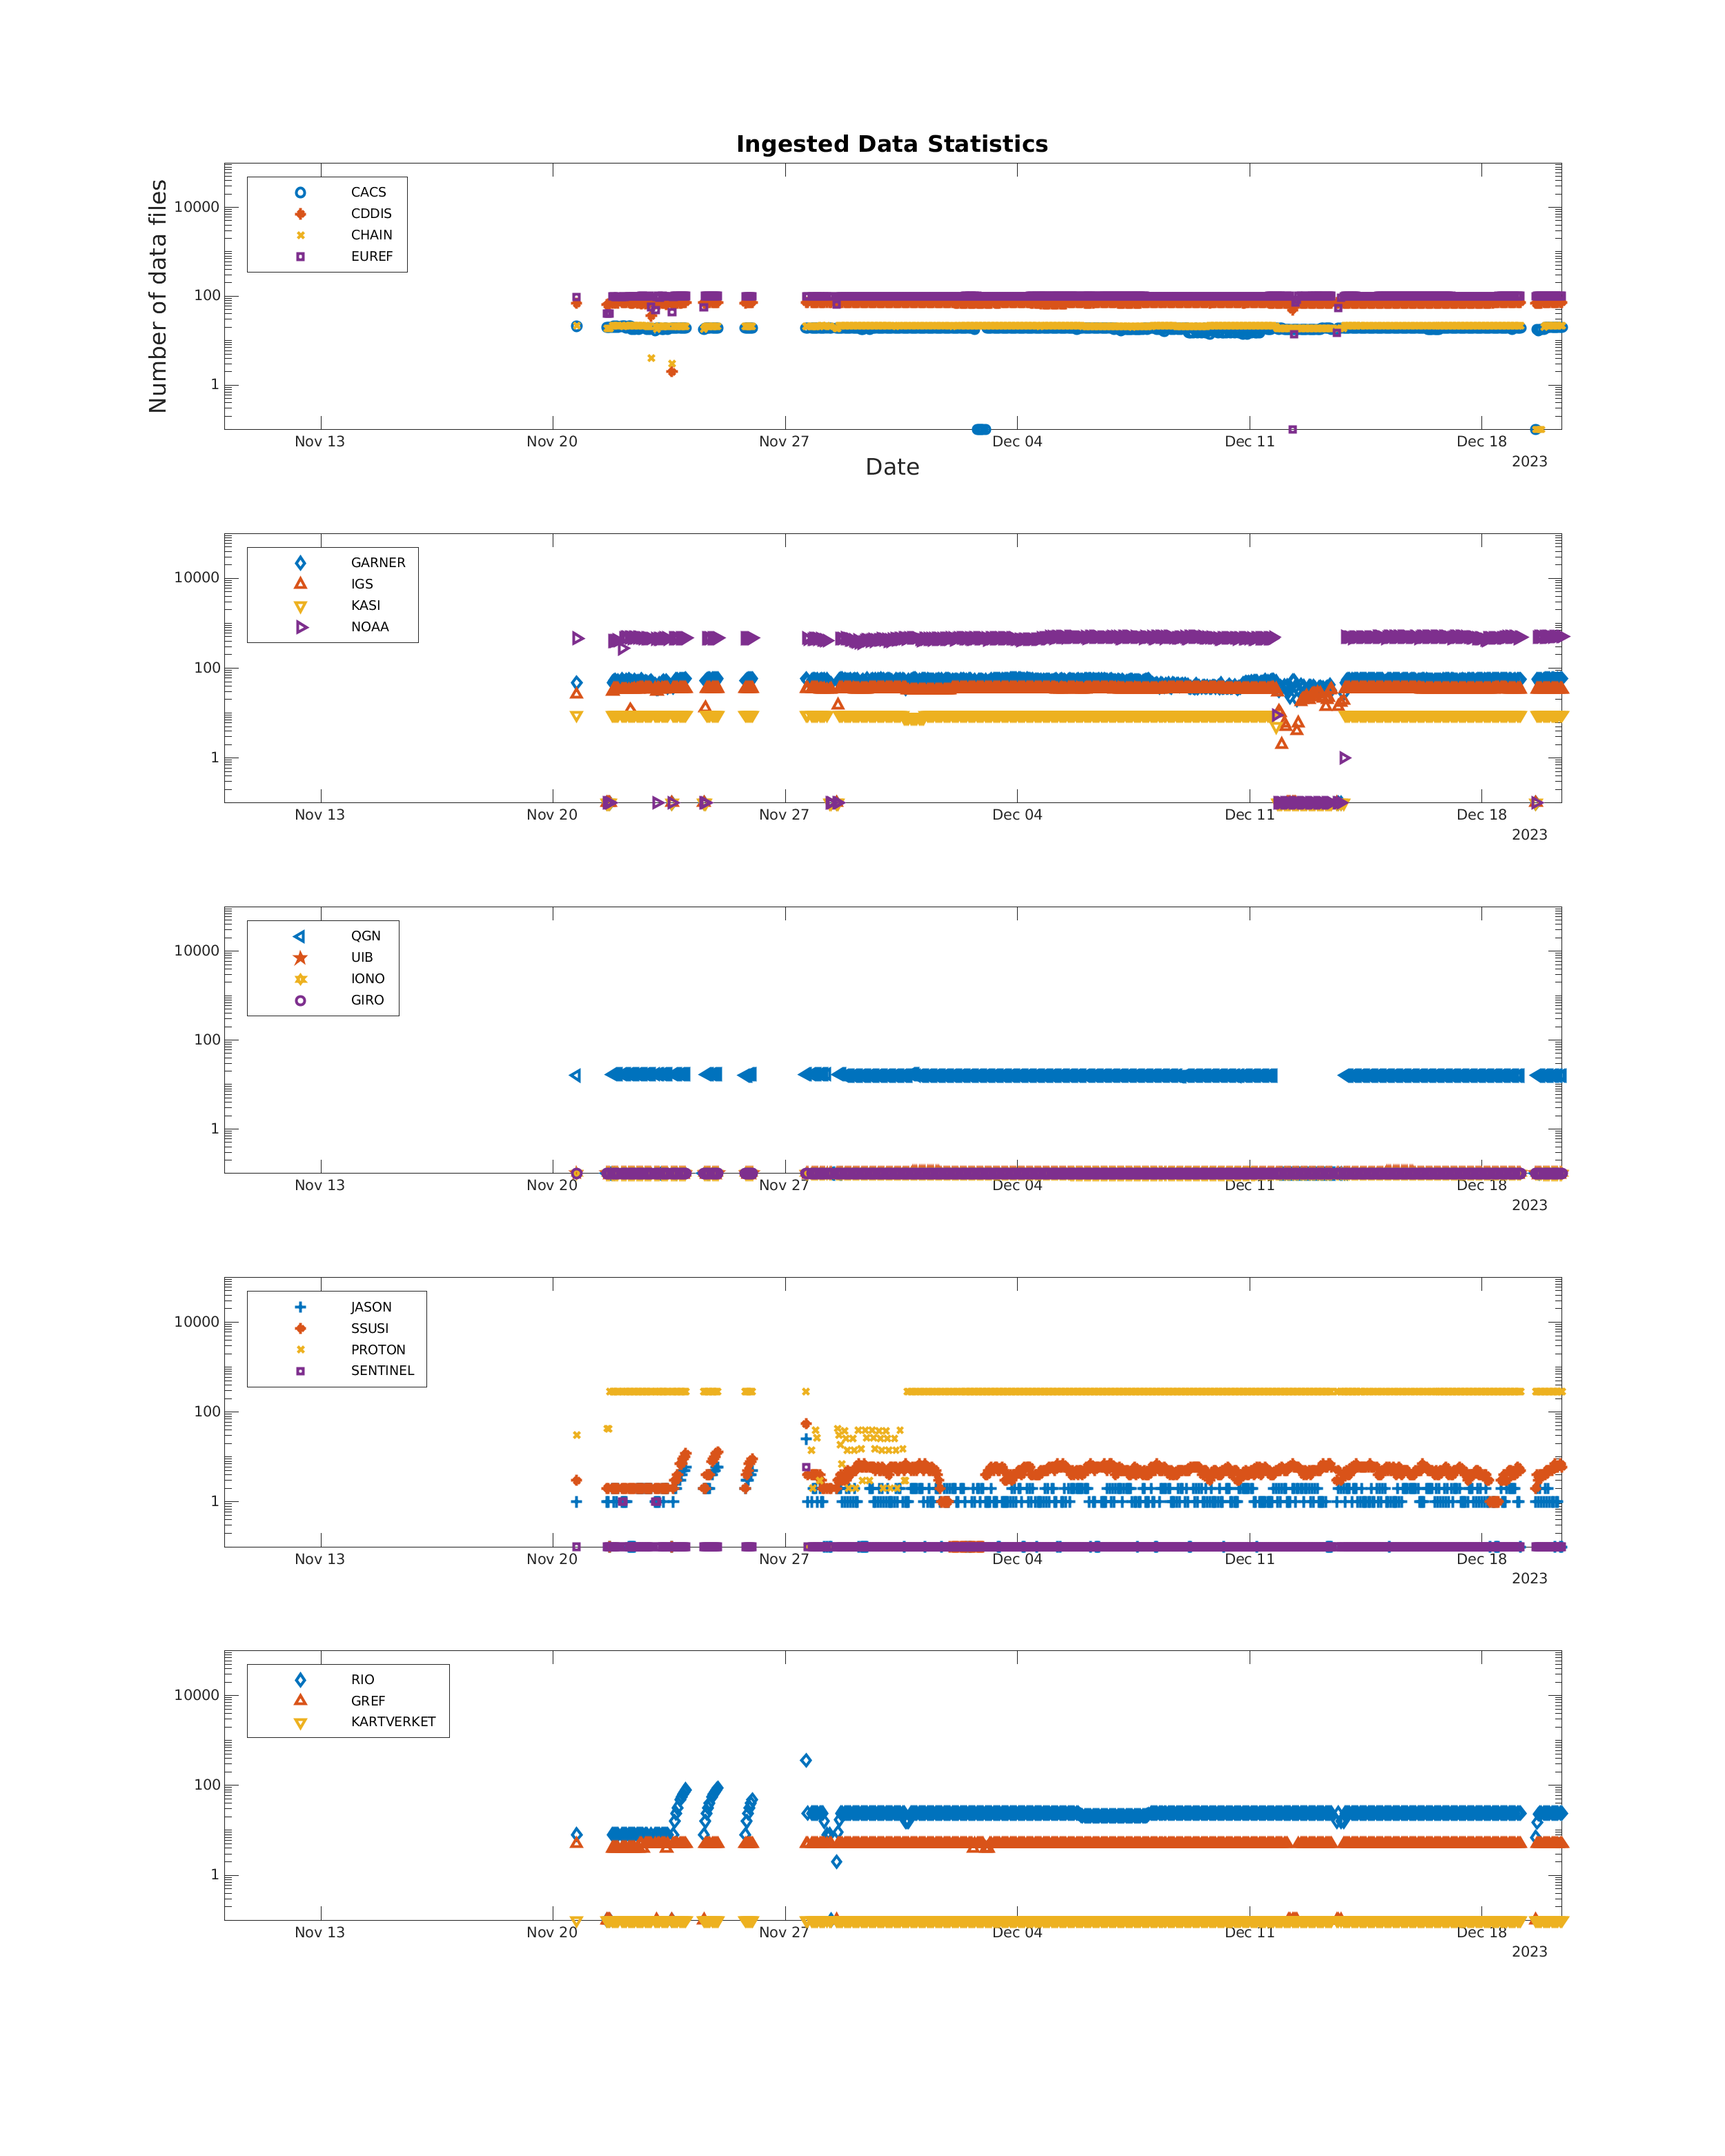 Ingested Data Statistics
Number of data files
10000
100
1
CACS
CDDIS
CHAIN
EUREF
Nov 13 Nov 20 Nov 27 Dec 04 Dec 11 Dec 18
2023
Date
10000
100
1
GARNER
IGS
KASI
NOAA
Nov 13 Nov 20 Nov 27 Dec 04 Dec 11 Dec 18
2023
10000
100
1
QGN
UIB
IONO
GIRO
Nov 13 Nov 20 Nov 27 Dec 04 Dec 11 Dec 18
2023
10000
100
1
JASON
SSUSI
PROTON
SENTINEL
Nov 13 Nov 20 Nov 27 Dec 04 Dec 11 Dec 18
2023
10000
100
1
RIO
GREF
KARTVERKET
Nov 13 Nov 20 Nov 27 Dec 04 Dec 11 Dec 18
2023